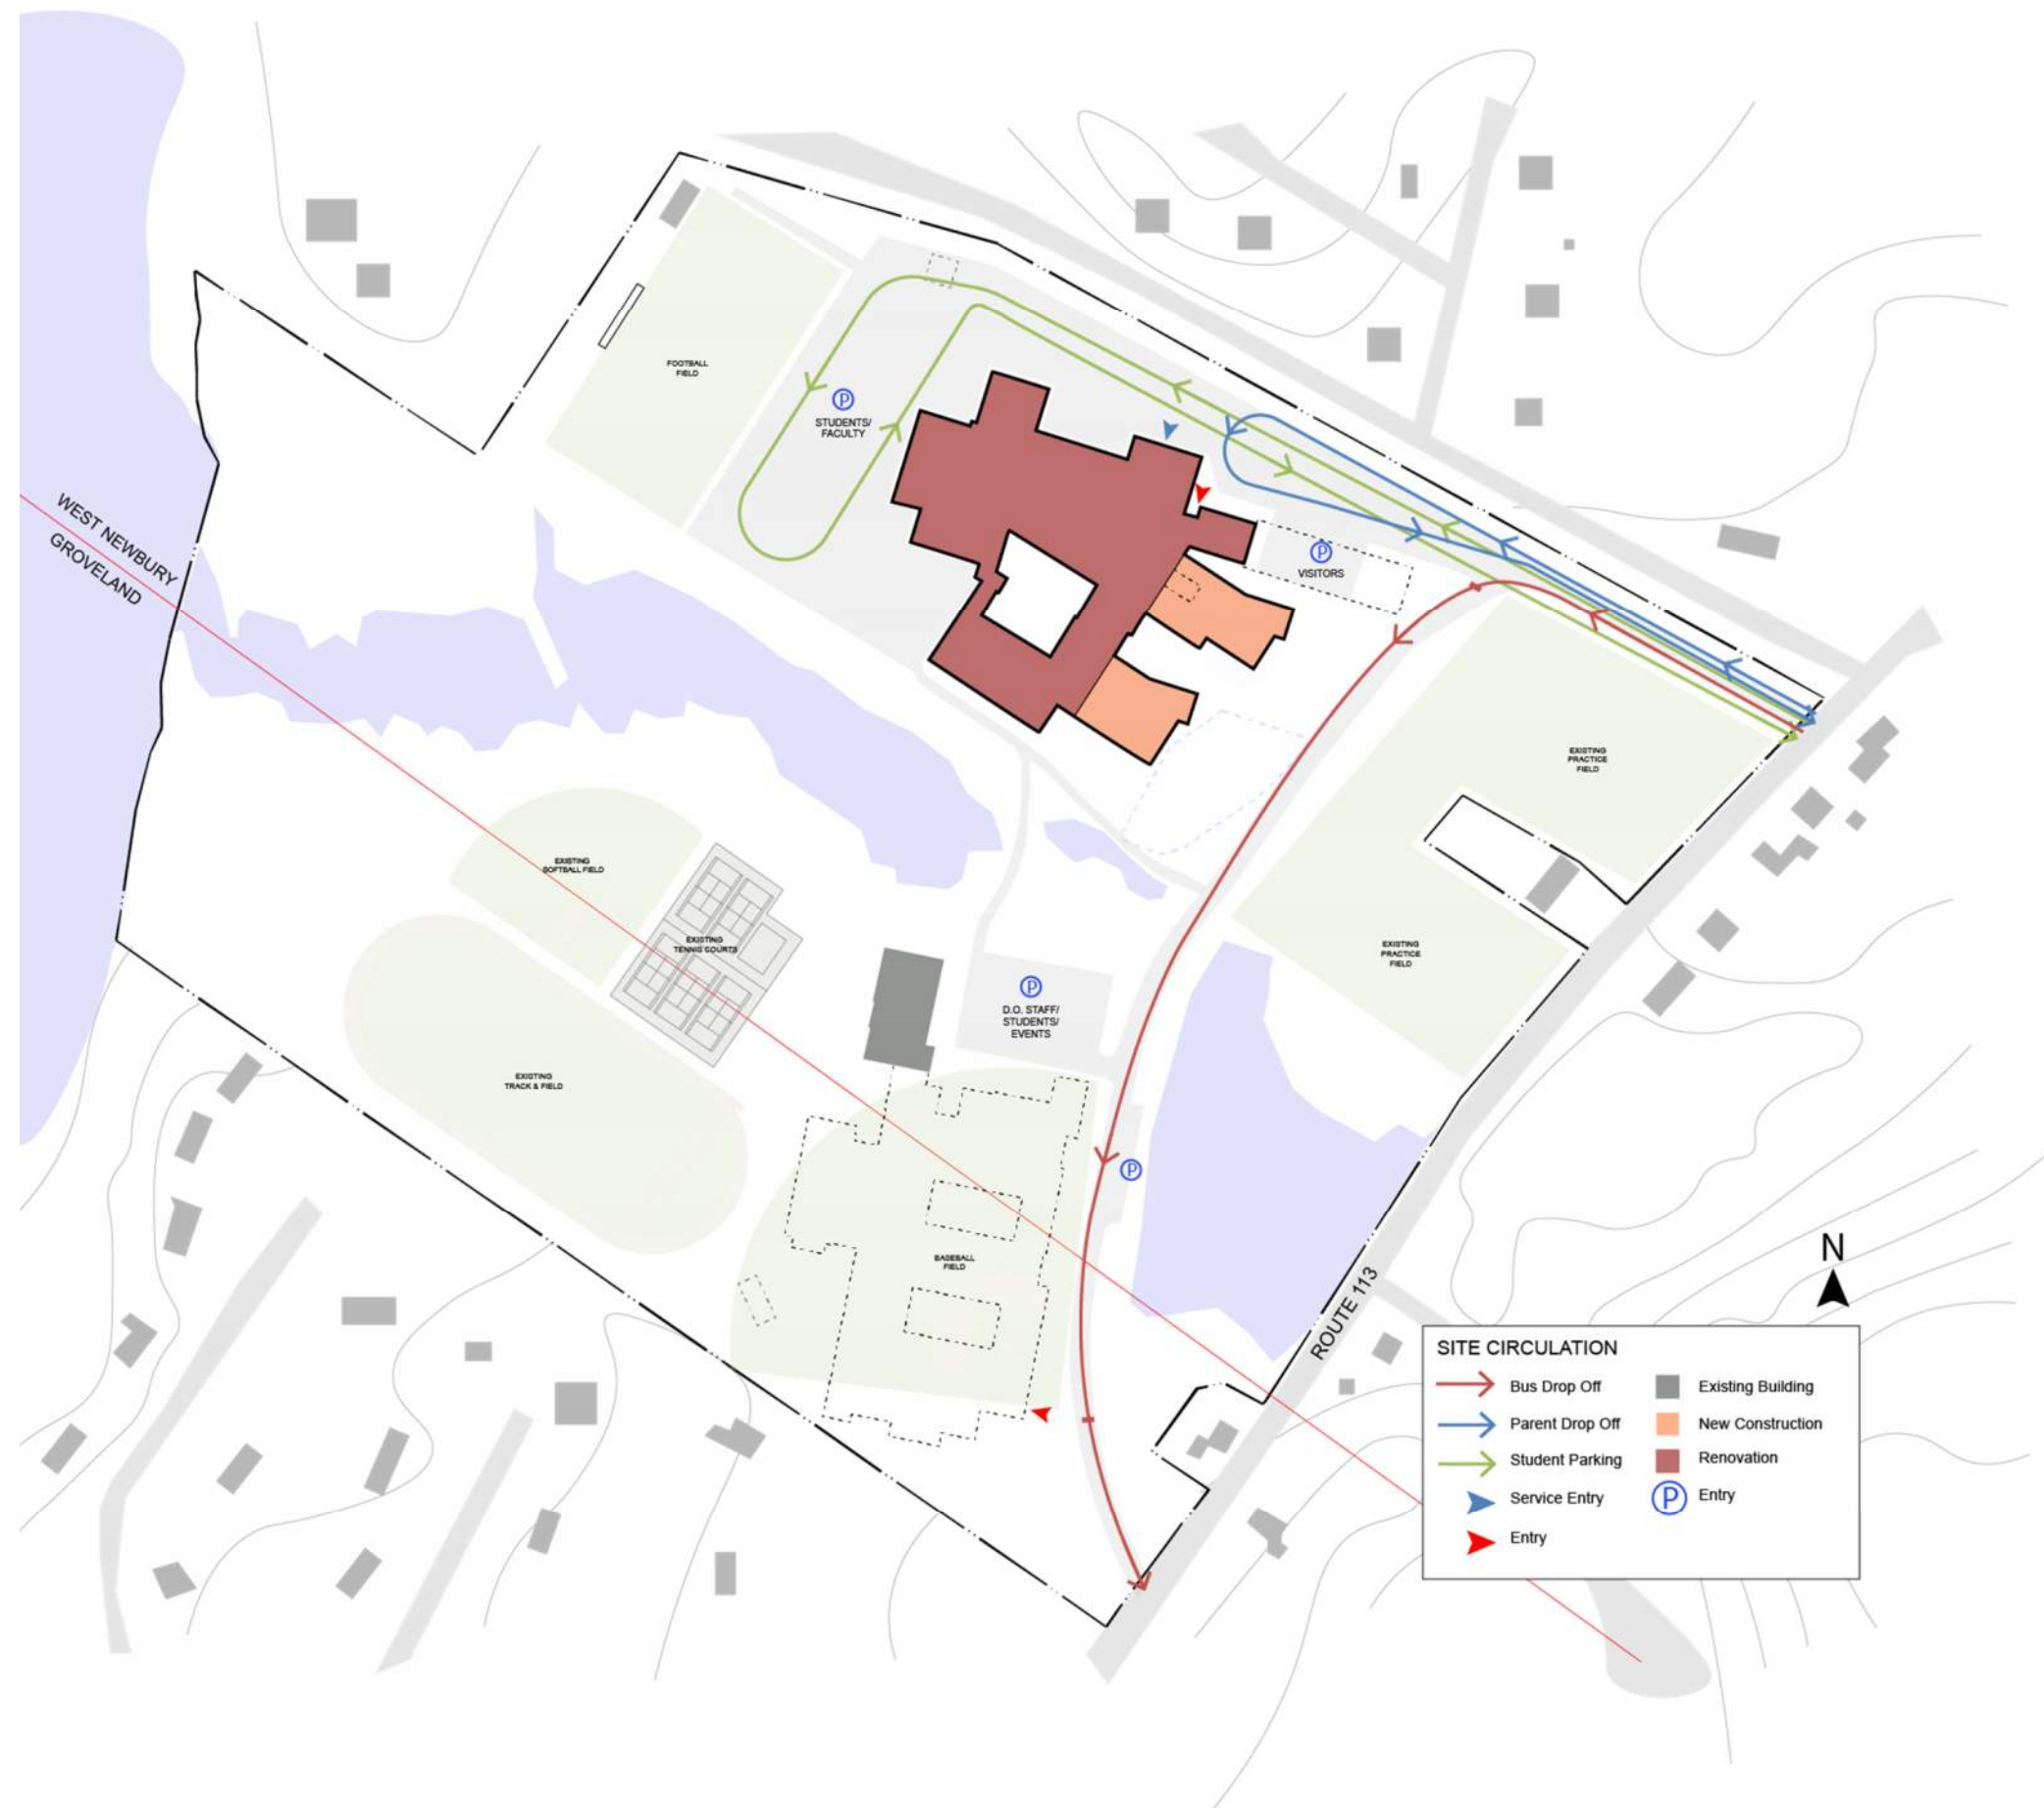 FOOTBALL
FIELD
Ⓟ
STUDENTS/
FACULTY
Ⓟ
VISITORS
WEST NEWBURY
GROVELAND
EXISTING
PRACTICE
FIELD
EXISTING
SOFTBALL FIELD
EXISTING
TENNIS COURTS
EXISTING
PRACTICE
FIELD
Ⓟ
D.O. STAFF/
STUDENTS/
EVENTS
EXISTING
TRACK & FIELD
Ⓟ
BASEBALL
FIELD
ROUTE 113
N
SITE CIRCULATION
Bus Drop Off
Parent Drop Off
Student Parking
Service Entry
Entry
Existing Building
New Construction
Renovation
Ⓟ Entry